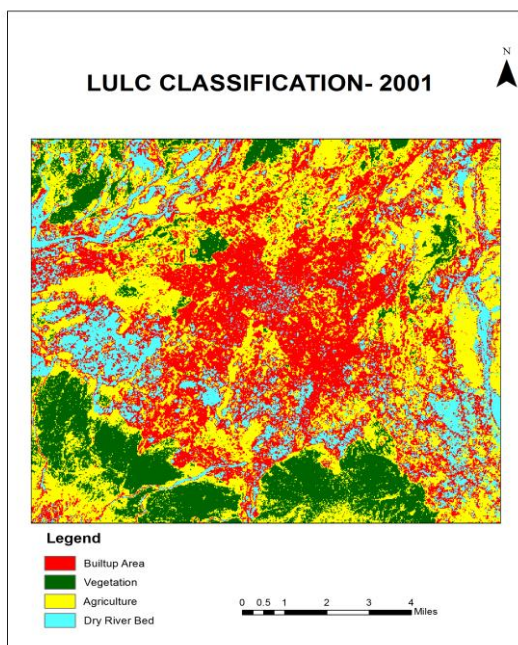 N
LULC CLASSIFICATION- 2001
Legend
Builtup Area
Vegetation
Agriculture
Dry River Bed
0 0.5 1 2 3 4
Miles